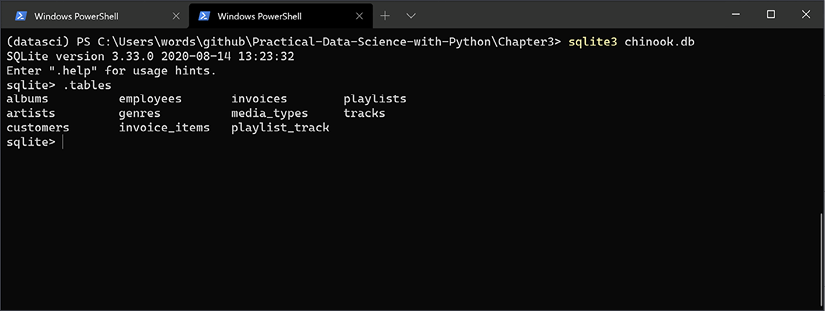 Windows PowerShell
Windows PowerShell
(datasci) PS C:\Users\words\github\Practical-Data-Science-with-Python\Chapter3> sqlite3 chinook.db
SQLite version 3.33.0 2020-08-14 13:23:32
Enter ".help" for usage hints.
sqlite> .tables
albums          employees       invoices        playlists
artists         genres          media_types     tracks
customers       invoice_items   playlist_track
sqlite>